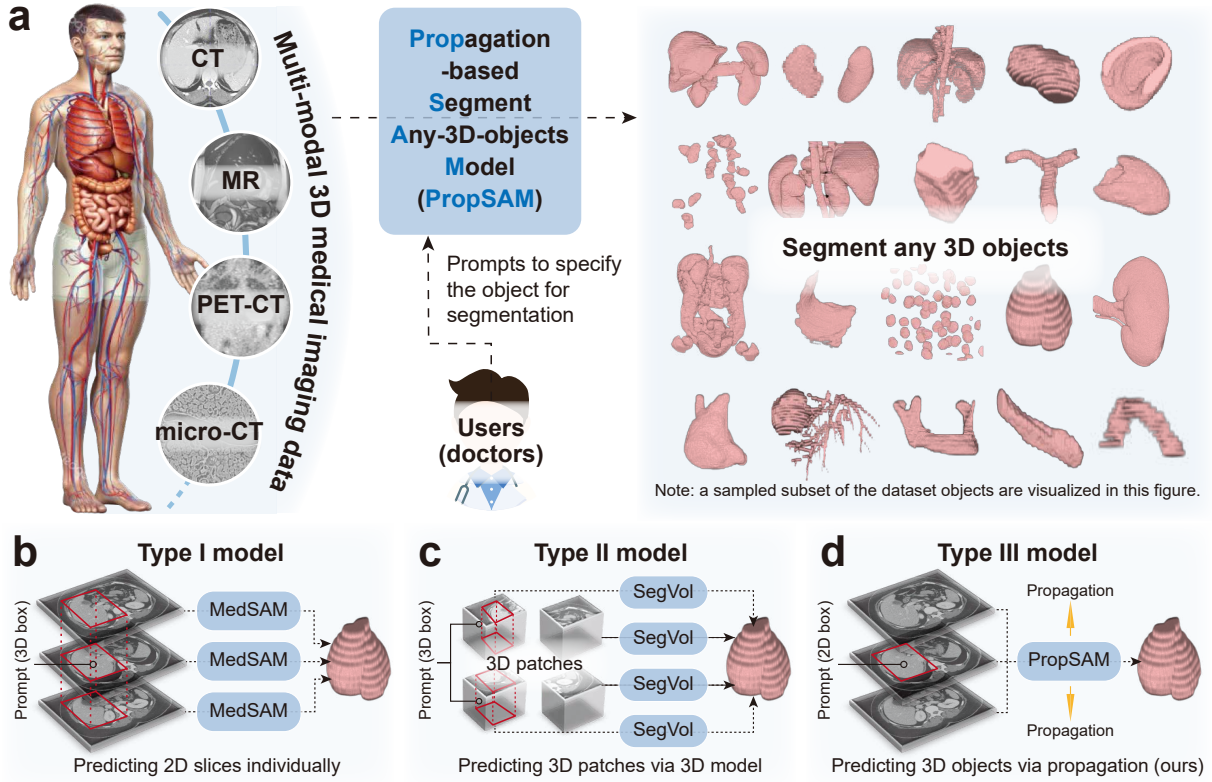 a
CT
MR
PET-CT
micro-CT
Multi-modal 3D medical imaging data
Propagation
-based
Segment
Any-3D-objects
Model
(PropSAM)
Prompts to specify
the object for
segmentation
Users
(doctors)
Segment any 3D objects
Note: a sampled subset of the dataset objects are visualized in this figure.
b
Type I model
Prompt (3D box)
MedSAM
MedSAM
MedSAM
Predicting 2D slices individually
c
Type II model
Prompt (3D box)
3D patches
SegVol
SegVol
SegVol
SegVol
Predicting 3D patches via 3D model
d
Type III model
Prompt (2D box)
Propagation
PropSAM
Propagation
Predicting 3D objects via propagation (ours)